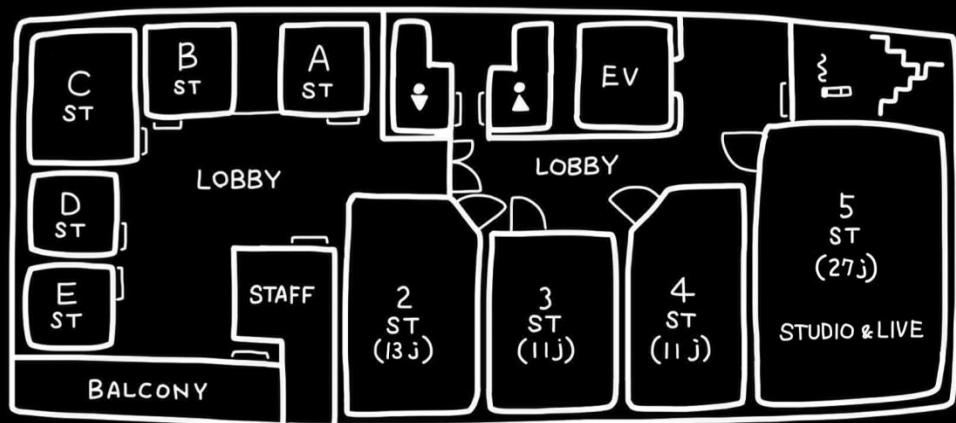 C
ST
B
ST
A
ST
EV
LOBBY
LOBBY
D
ST
E
ST
STAFF
BALCONY
2
ST
(13j)
3
ST
(11j)
4
ST
(11j)
5
ST
(27j)
STUDIO & LIVE